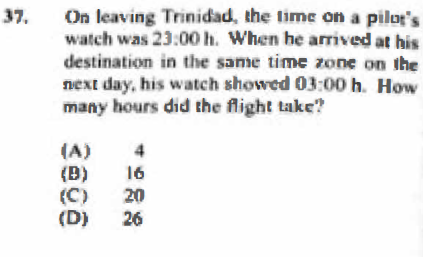 37. On leaving Trinidad, the time on a pilot's
watch was 23:00 h. When he arrived at his
destination in the same time zone on the
next day, his watch showed 03:00 h. How
many hours did the flight take?
(A) 4
(B) 16
(C) 20
(D) 26